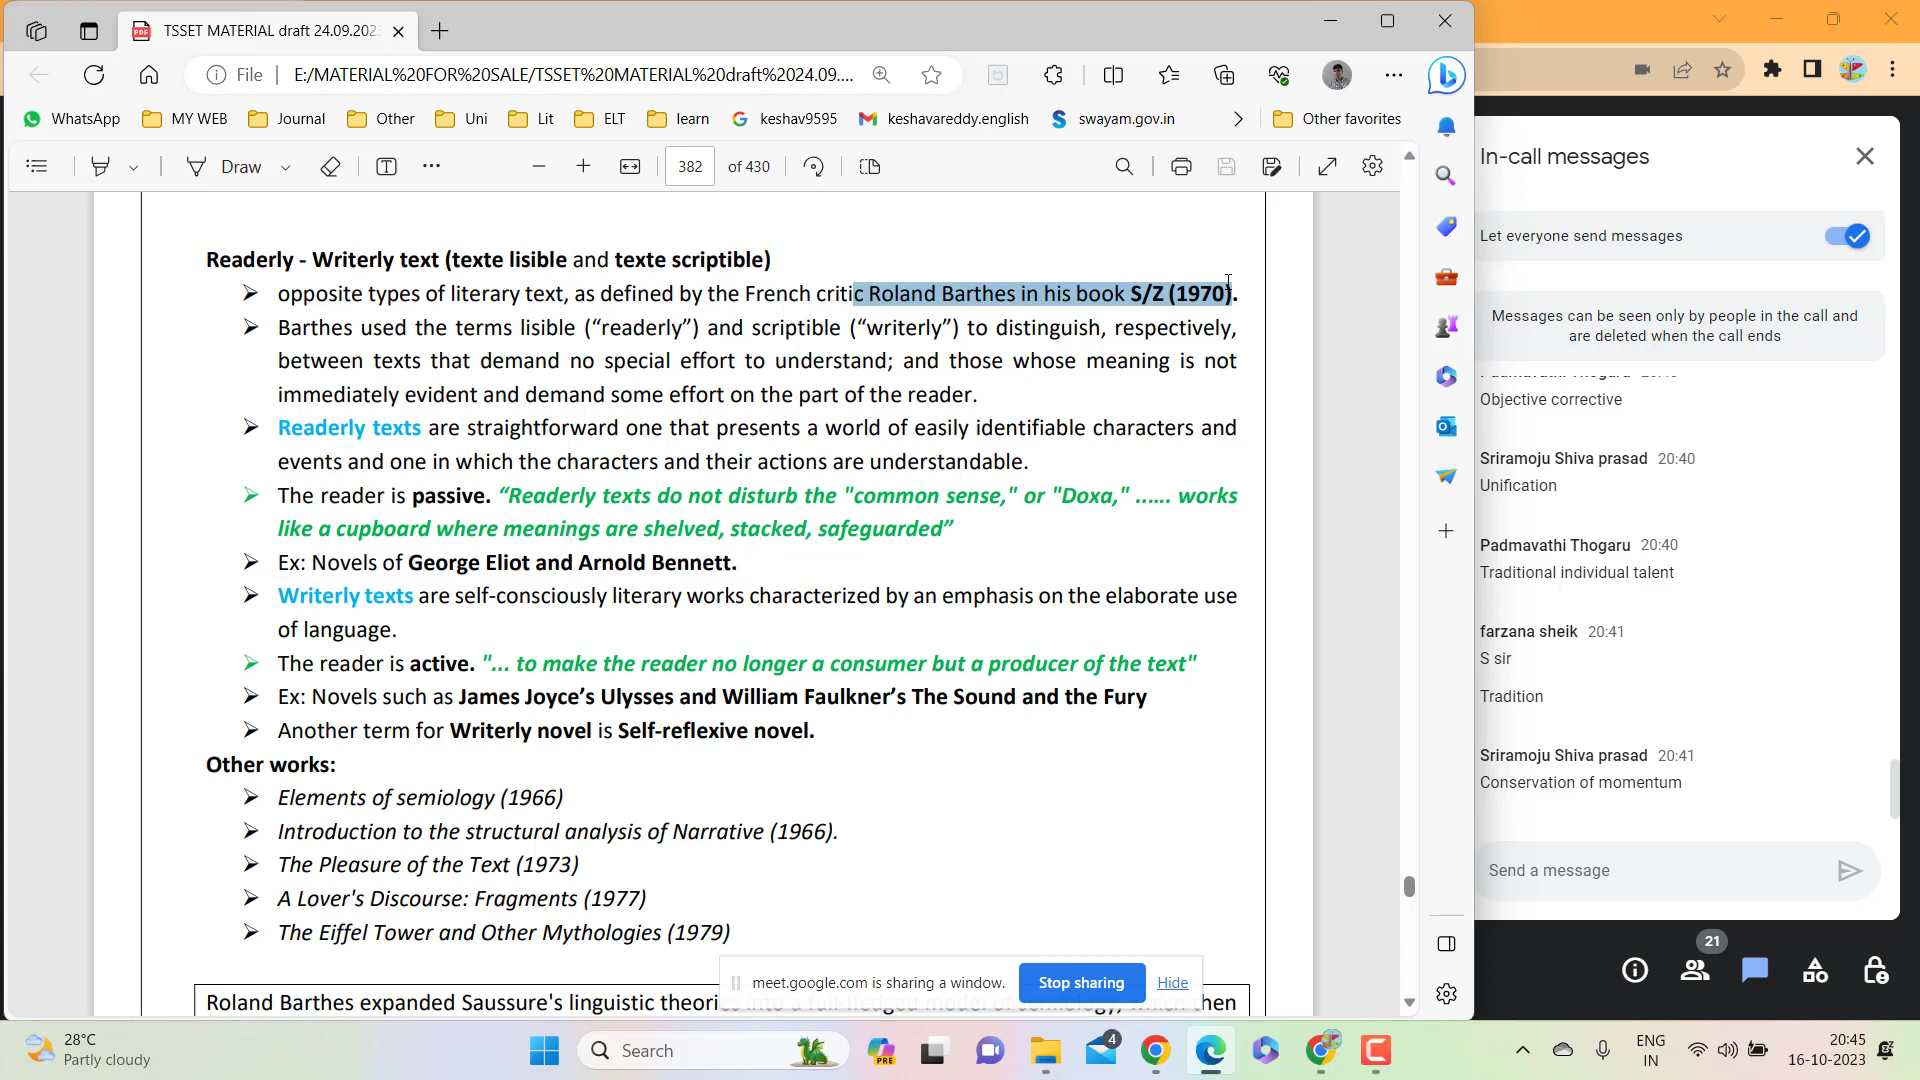 TSSET MATERIAL draft 24.09.202
File
E:/MATERIAL%20FOR%20SALE/TSSET%20MATERIAL%20draft%2024.09....
WhatsApp MY WEB Journal Other Uni Lit ELT learn keshav9595 keshavareddy.english swayam.gov.in Other favorites
Draw 382 of 430
Readerly - Writerly text (texte lisible and texte scriptible)
➢ opposite types of literary text, as defined by the French critic Roland Barthes in his book S/Z (1970).
➢ Barthes used the terms lisible (“readerly”) and scriptible (“writerly”) to distinguish, respectively,
between texts that demand no special effort to understand; and those whose meaning is not
immediately evident and demand some effort on the part of the reader.
➢ Readerly texts are straightforward one that presents a world of easily identifiable characters and
events and one in which the characters and their actions are understandable.
➢ The reader is passive. “Readerly texts do not disturb the "common sense," or "Doxa," ...... works
like a cupboard where meanings are shelved, stacked, safeguarded”
➢ Ex: Novels of George Eliot and Arnold Bennett.
➢ Writerly texts are self-consciously literary works characterized by an emphasis on the elaborate use
of language.
➢ The reader is active. "... to make the reader no longer a consumer but a producer of the text"
➢ Ex: Novels such as James Joyce’s Ulysses and William Faulkner’s The Sound and the Fury
➢ Another term for Writerly novel is Self-reflexive novel.
Other works:
➢ Elements of semiology (1966)
➢ Introduction to the structural analysis of Narrative (1966).
➢ The Pleasure of the Text (1973)
➢ A Lover's Discourse: Fragments (1977)
➢ The Eiffel Tower and Other Mythologies (1979)
Roland Barthes expanded Saussure's linguistic theories into a full-fledged model of semiology, which then
meet.google.com is sharing a window. Stop sharing Hide
In-call messages
Let everyone send messages
Messages can be seen only by people in the call and
are deleted when the call ends
Objective corrective
Sriramoju Shiva prasad 20:40
Unification
Padmavathi Thogaru 20:40
Traditional individual talent
farzana sheik 20:41
S sir
Tradition
Sriramoju Shiva prasad 20:41
Conservation of momentum
Send a message
21
28°C
Partly cloudy
Search
PRE
4
ENG
IN
20:45
16-10-2023